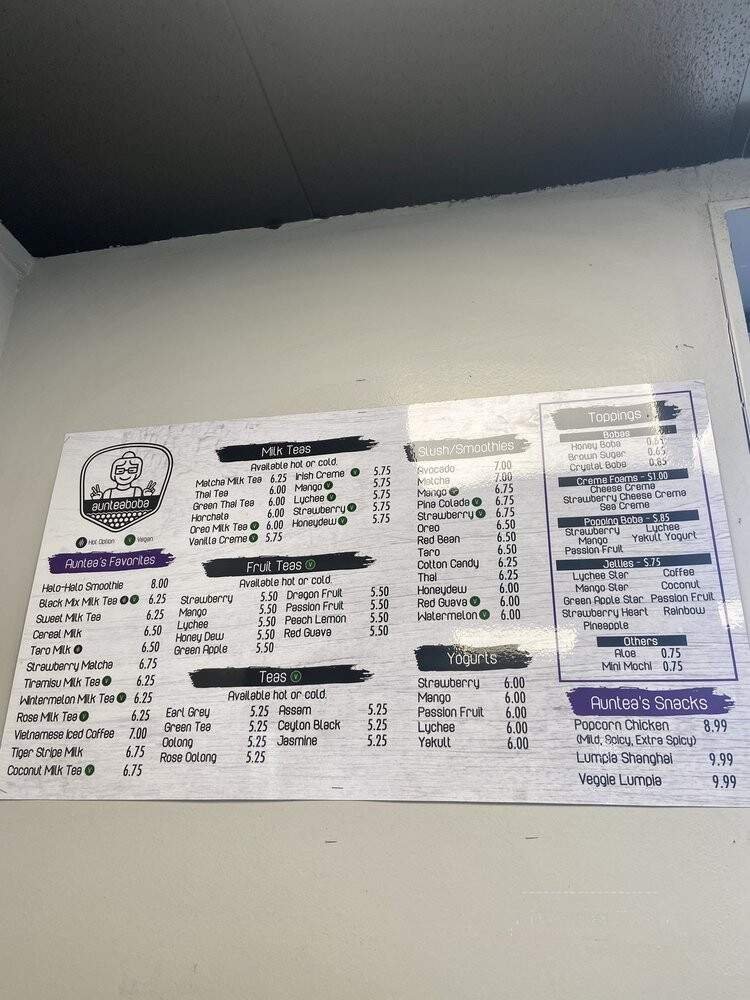 aunteaboba
Hot Option Vegan
Auntea's Favorites
Halo-Halo Smoothie 8.00
Black Mix Milk Tea V 6.25
Sweet Milk Tea 6.25
Cereal Milk 6.50
Taro Milk 6.50
Strawberry Matcha 6.75
Tiramisu Milk Tea V 6.25
Wintermelon Milk Tea V 6.25
Rose Milk Tea V 6.25
Vietnamese Iced Coffee 7.00
Tiger Stripe Milk 6.75
Coconut Milk Tea V 6.75
Milk Teas
Available hot or cold.
Matcha Milk Tea 6.25
Thai Tea 6.00
Green Thai Tea 6.00
Horchata 6.00
Oreo Milk Tea V 6.00
Vanilla Creme V 5.75
Irish Creme V 5.75
Mango V 5.75
Lychee V 5.75
Strawberry V 5.75
Honeydew V 5.75
Fruit Teas V
Available hot or cold.
Strawberry 5.50
Mango 5.50
Lychee 5.50
Honey Dew 5.50
Green Apple 5.50
Dragon Fruit 5.50
Passion Fruit 5.50
Peach Lemon 5.50
Red Guava 5.50
Teas V
Available hot or cold.
Earl Grey 5.25
Green Tea 5.25
Oolong 5.25
Rose Oolong 5.25
Assam 5.25
Ceylon Black 5.25
Jasmine 5.25
Slush/Smoothies
Avocado 7.00
Matcha 7.00
Mango V 6.75
Pina Colada V 6.75
Strawberry V 6.75
Oreo 6.50
Red Bean 6.50
Taro 6.50
Cotton Candy 6.25
Thai 6.25
Honeydew 6.00
Red Guava V 6.00
Watermelon V 6.00
Yogurts
Strawberry 6.00
Mango 6.00
Passion Fruit 6.00
Lychee 6.00
Yakult 6.00
Toppings
Bobas
Honey Boba
Brown Sugar 0.65
Crystal Boba 0.85
Creme Foams - $1.00
Cheese Creme
Strawberry Cheese Creme
Sea Creme
Popping Boba - $.85
Strawberry Lychee
Mango Yakult Yogurt
Passion Fruit
Jellies - $.75
Lychee Star Coffee
Mango Star Coconut
Green Apple Star Passion Fruit
Strawberry Heart Rainbow
Pineapple
Others
Aloe 0.75
Mini Mochi 0.75
Auntea's Snacks
Popcorn Chicken 8.99
(Mild, Spicy, Extra Spicy)
Lumpia Shanghai 9.99
Veggie Lumpia 9.99